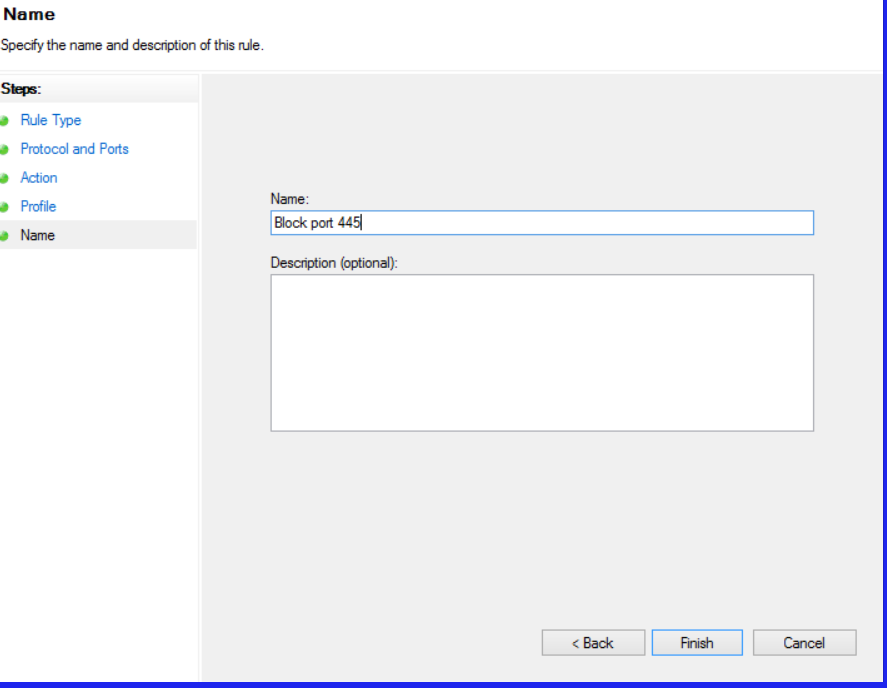 Name
Specify the name and description of this rule.
Steps:
Rule Type
Protocol and Ports
Action
Profile
Name
Name:
Block port 445
Description (optional):
< Back
Finish
Cancel